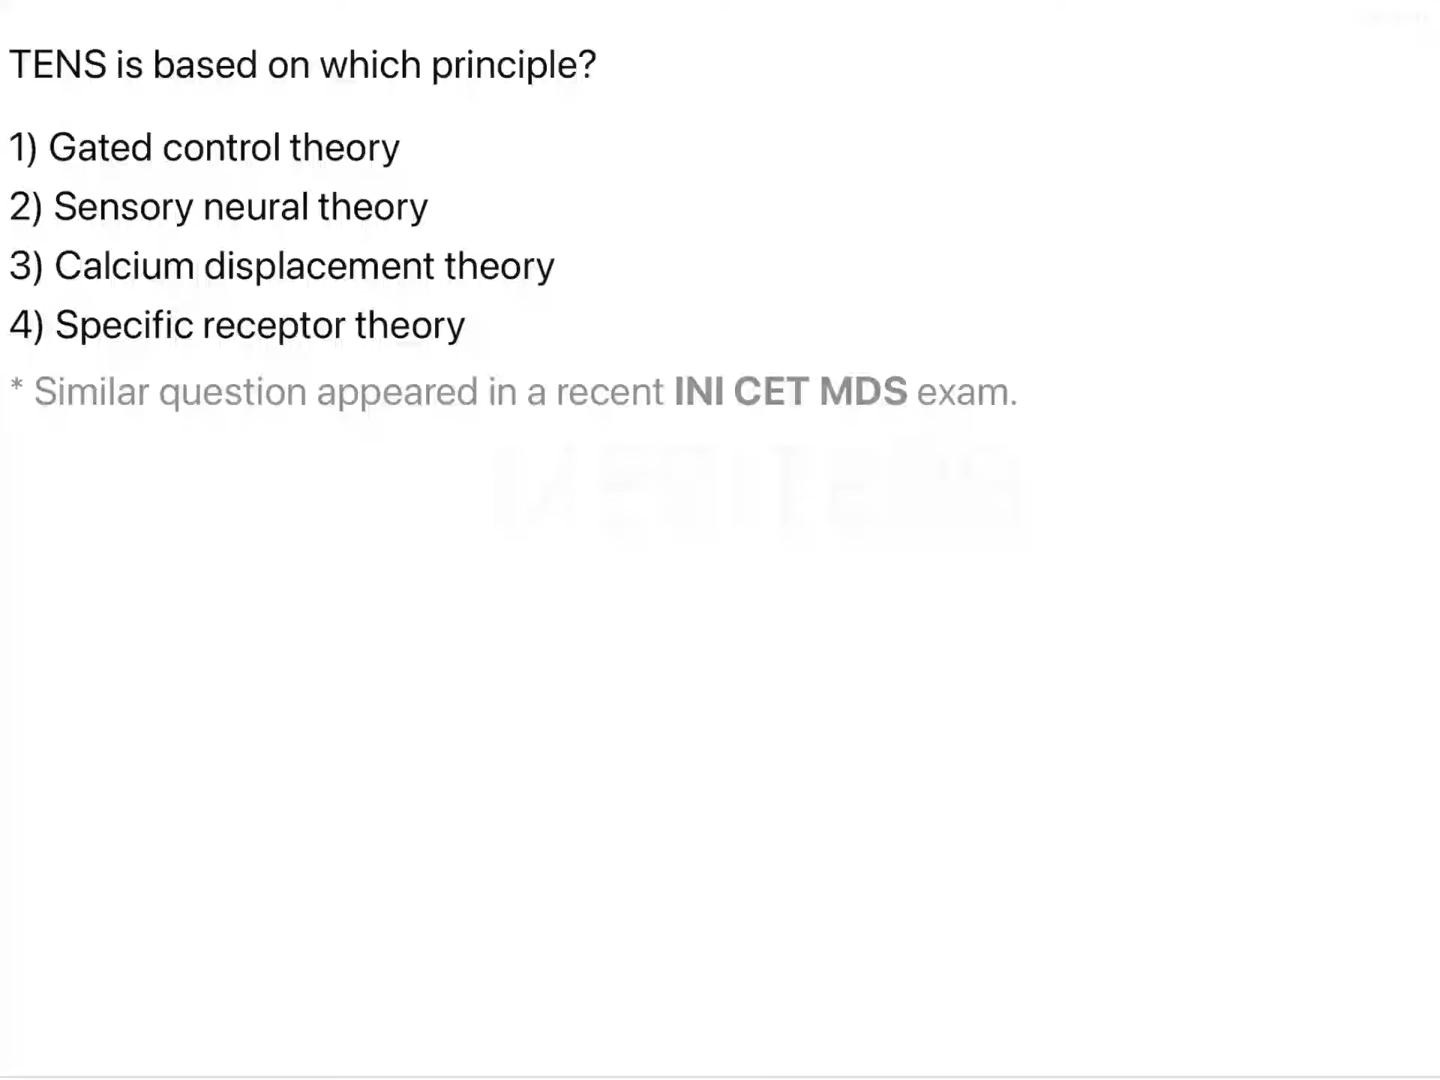 TENS is based on which principle?
1) Gated control theory
2) Sensory neural theory
3) Calcium displacement theory
4) Specific receptor theory
* Similar question appeared in a recent INI CET MDS exam.